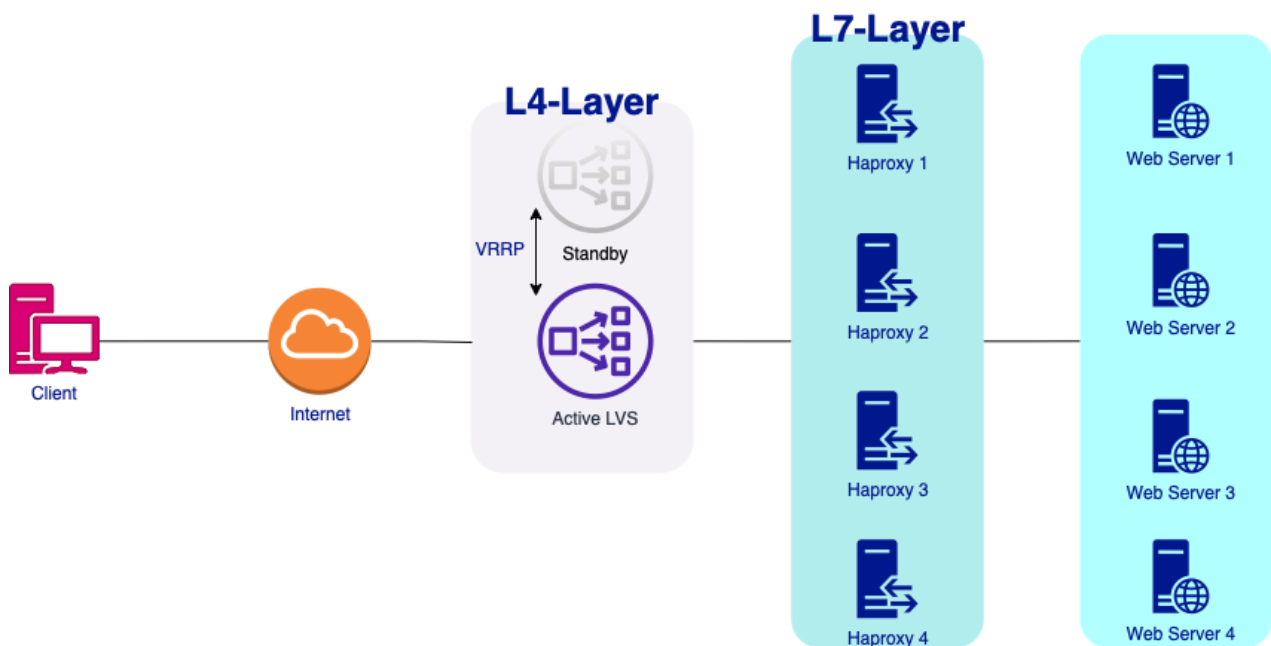 L7-Layer
L4-Layer
Haproxy 1
Web Server 1
VRRP
Standby
Haproxy 2
Web Server 2
Client
Internet
Active LVS
Haproxy 3
Web Server 3
Haproxy 4
Web Server 4